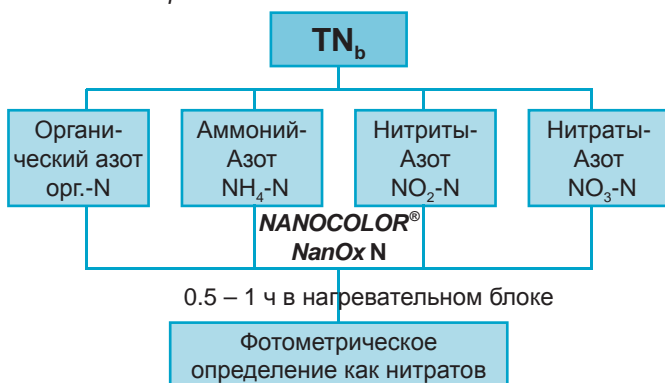 TNb
Органи-
ческий азот
орг.-N
Аммоний-
Азот
NH4-N
Нитриты-
Азот
NO2-N
Нитраты-
Азот
NO3-N
NANOCOLOR®
NanOx N
0.5 – 1 ч в нагревательном блоке
Фотометрическое
определение как нитратов